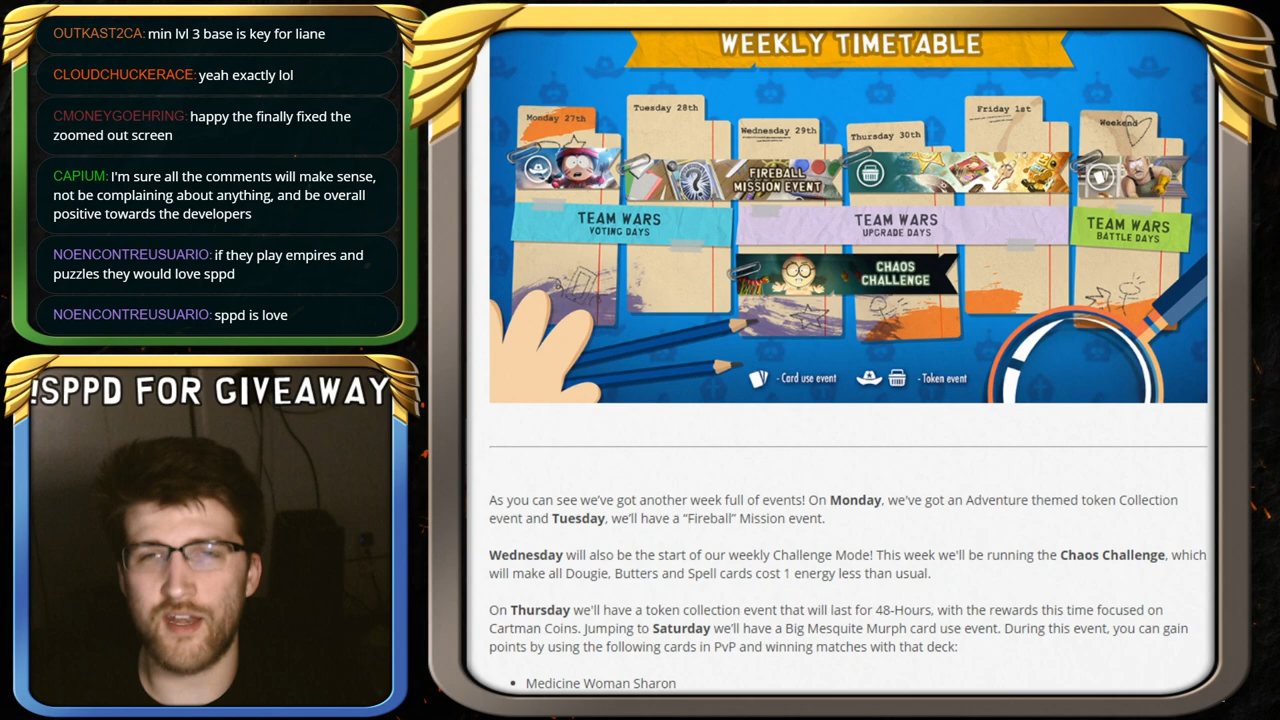 OUTKAST2CA: min lvl 3 base is key for liane
CLOUDCHUCKERACE: yeah exactly lol
CMONEYGOEHRING: happy the finally fixed the
zoomed out screen
CAPIUM: I'm sure all the comments will make sense,
not be complaining about anything, and be overall
positive towards the developers
NOENCONTREUSUARIO: if they play empires and
puzzles they would love sppd
NOENCONTREUSUARIO: sppd is love
!SPPD FOR GIVEAWAY
WEEKLY TIMETABLE
Monday 27th
Tuesday 28th
Wednesday 29th
Thursday 30th
Friday 1st
Weekend
FIREBALL
MISSION EVENT
TEAM WARS
VOTING DAYS
TEAM WARS
UPGRADE DAYS
TEAM WARS
BATTLE DAYS
CHAOS
CHALLENGE
- Card use event
- Token event
As you can see we've got another week full of events! On Monday, we've got an Adventure themed token Collection
event and Tuesday, we'll have a “Fireball” Mission event.
Wednesday will also be the start of our weekly Challenge Mode! This week we'll be running the Chaos Challenge, which
will make all Dougie, Butters and Spell cards cost 1 energy less than usual.
On Thursday we'll have a token collection event that will last for 48-Hours, with the rewards this time focused on
Cartman Coins. Jumping to Saturday we'll have a Big Mesquite Murph card use event. During this event, you can gain
points by using the following cards in PvP and winning matches with that deck:
• Medicine Woman Sharon